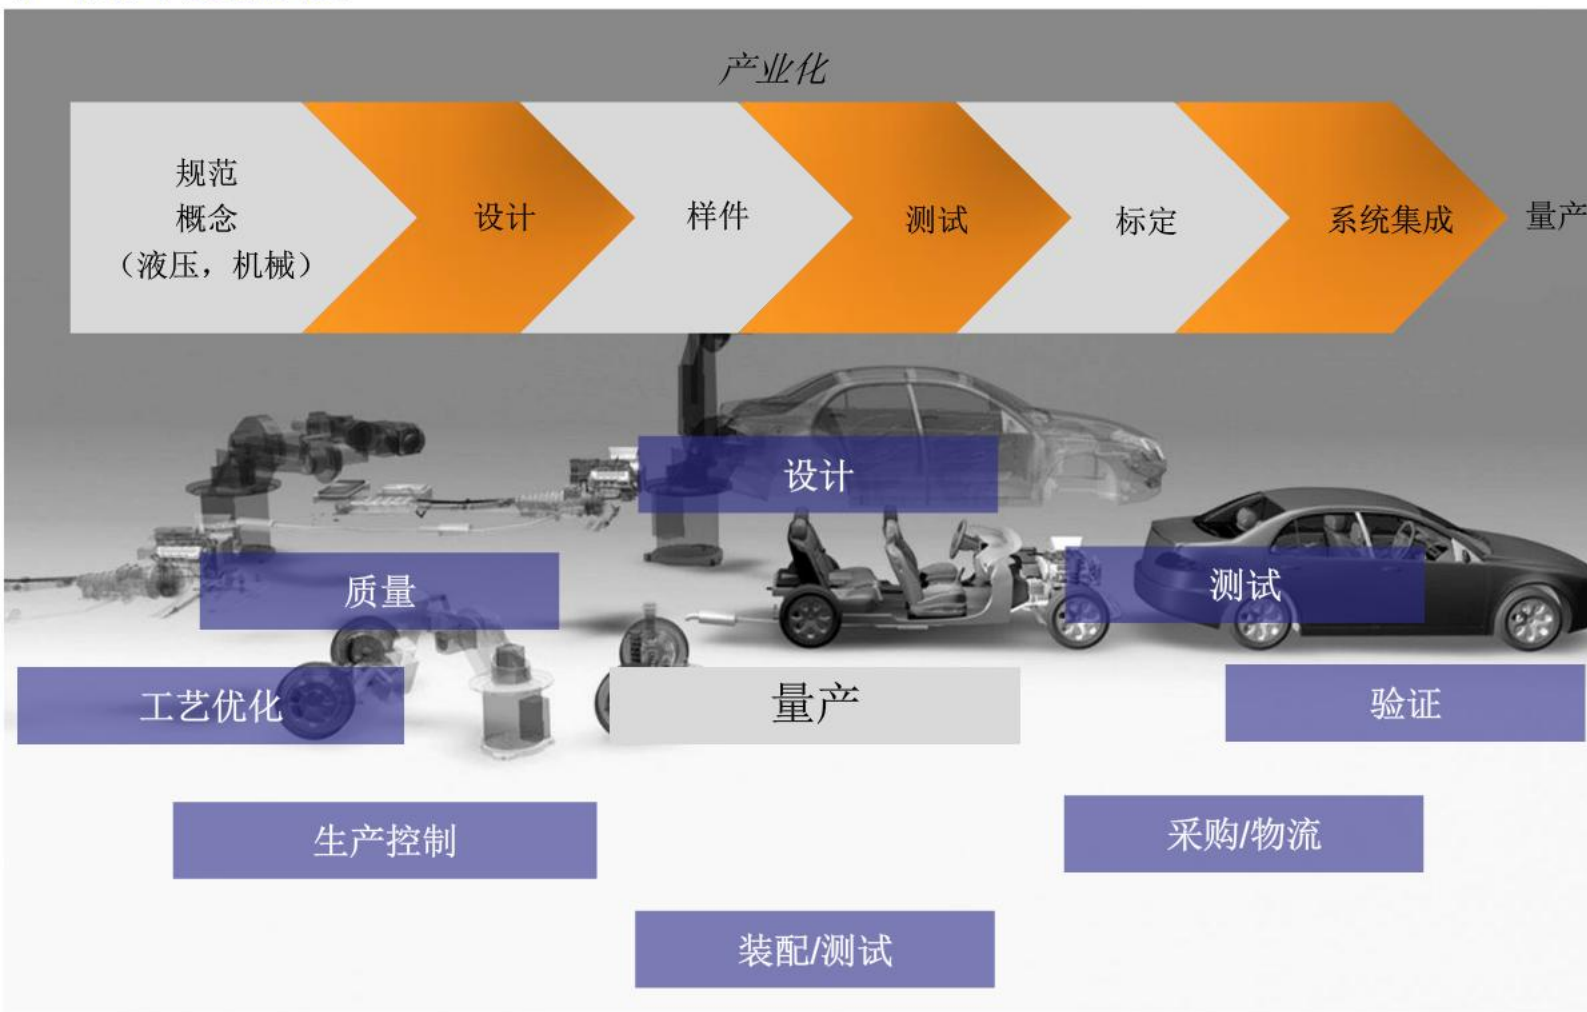 产业化
规范
概念
（液压，机械）
设计
样件
测试
标定
系统集成
量产
设计
质量
测试
工艺优化
量产
验证
生产控制
采购/物流
装配/测试